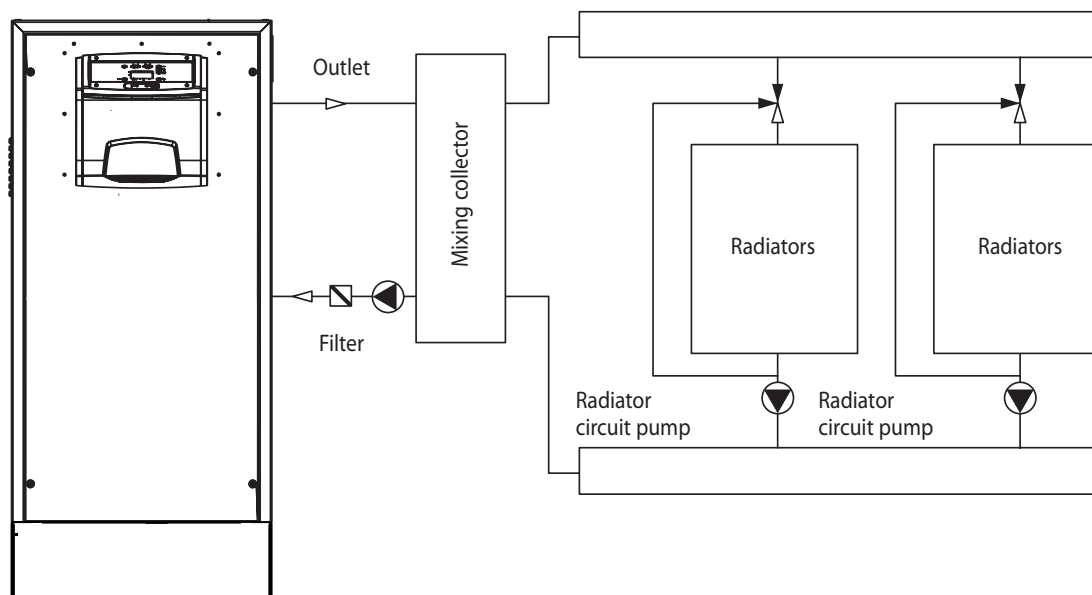 Outlet
Mixing collector
Filter
Radiators
Radiators
Radiator
circuit pump
Radiator
circuit pump